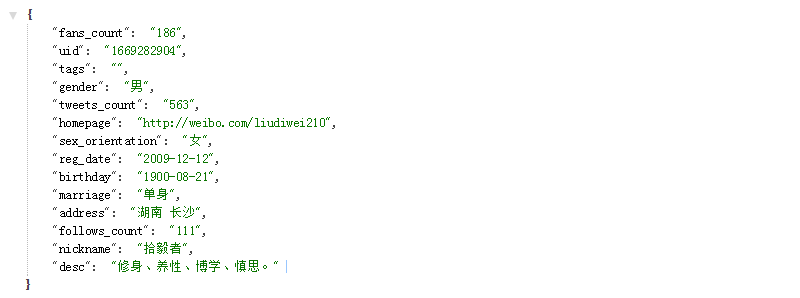 {
"fans_count": "186",
"uid": "1669282904",
"tags": "",
"gender": "男",
"tweets_count": "563",
"homepage": "http://weibo.com/liudiwei210",
"sex_orientation": "女",
"reg_date": "2009-12-12",
"birthday": "1900-08-21",
"marriage": "单身",
"address": "湖南 长沙",
"follows_count": "111",
"nickname": "拾毅者",
"desc": "修身、养性、博学、慎思。"
}